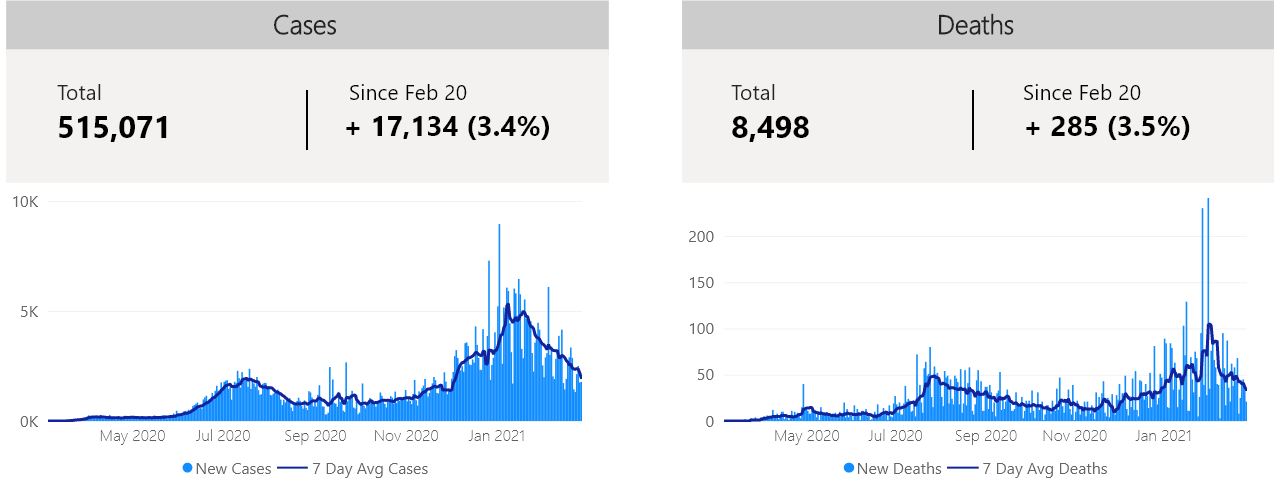 Cases
Total
515,071
Since Feb 20
+ 17,134 (3.4%)
10K
5K
0K
May 2020 Jul 2020 Sep 2020 Nov 2020 Jan 2021
New Cases 7 Day Avg Cases
Deaths
Total
8,498
Since Feb 20
+ 285 (3.5%)
200
150
100
50
0
May 2020 Jul 2020 Sep 2020 Nov 2020 Jan 2021
New Deaths 7 Day Avg Deaths